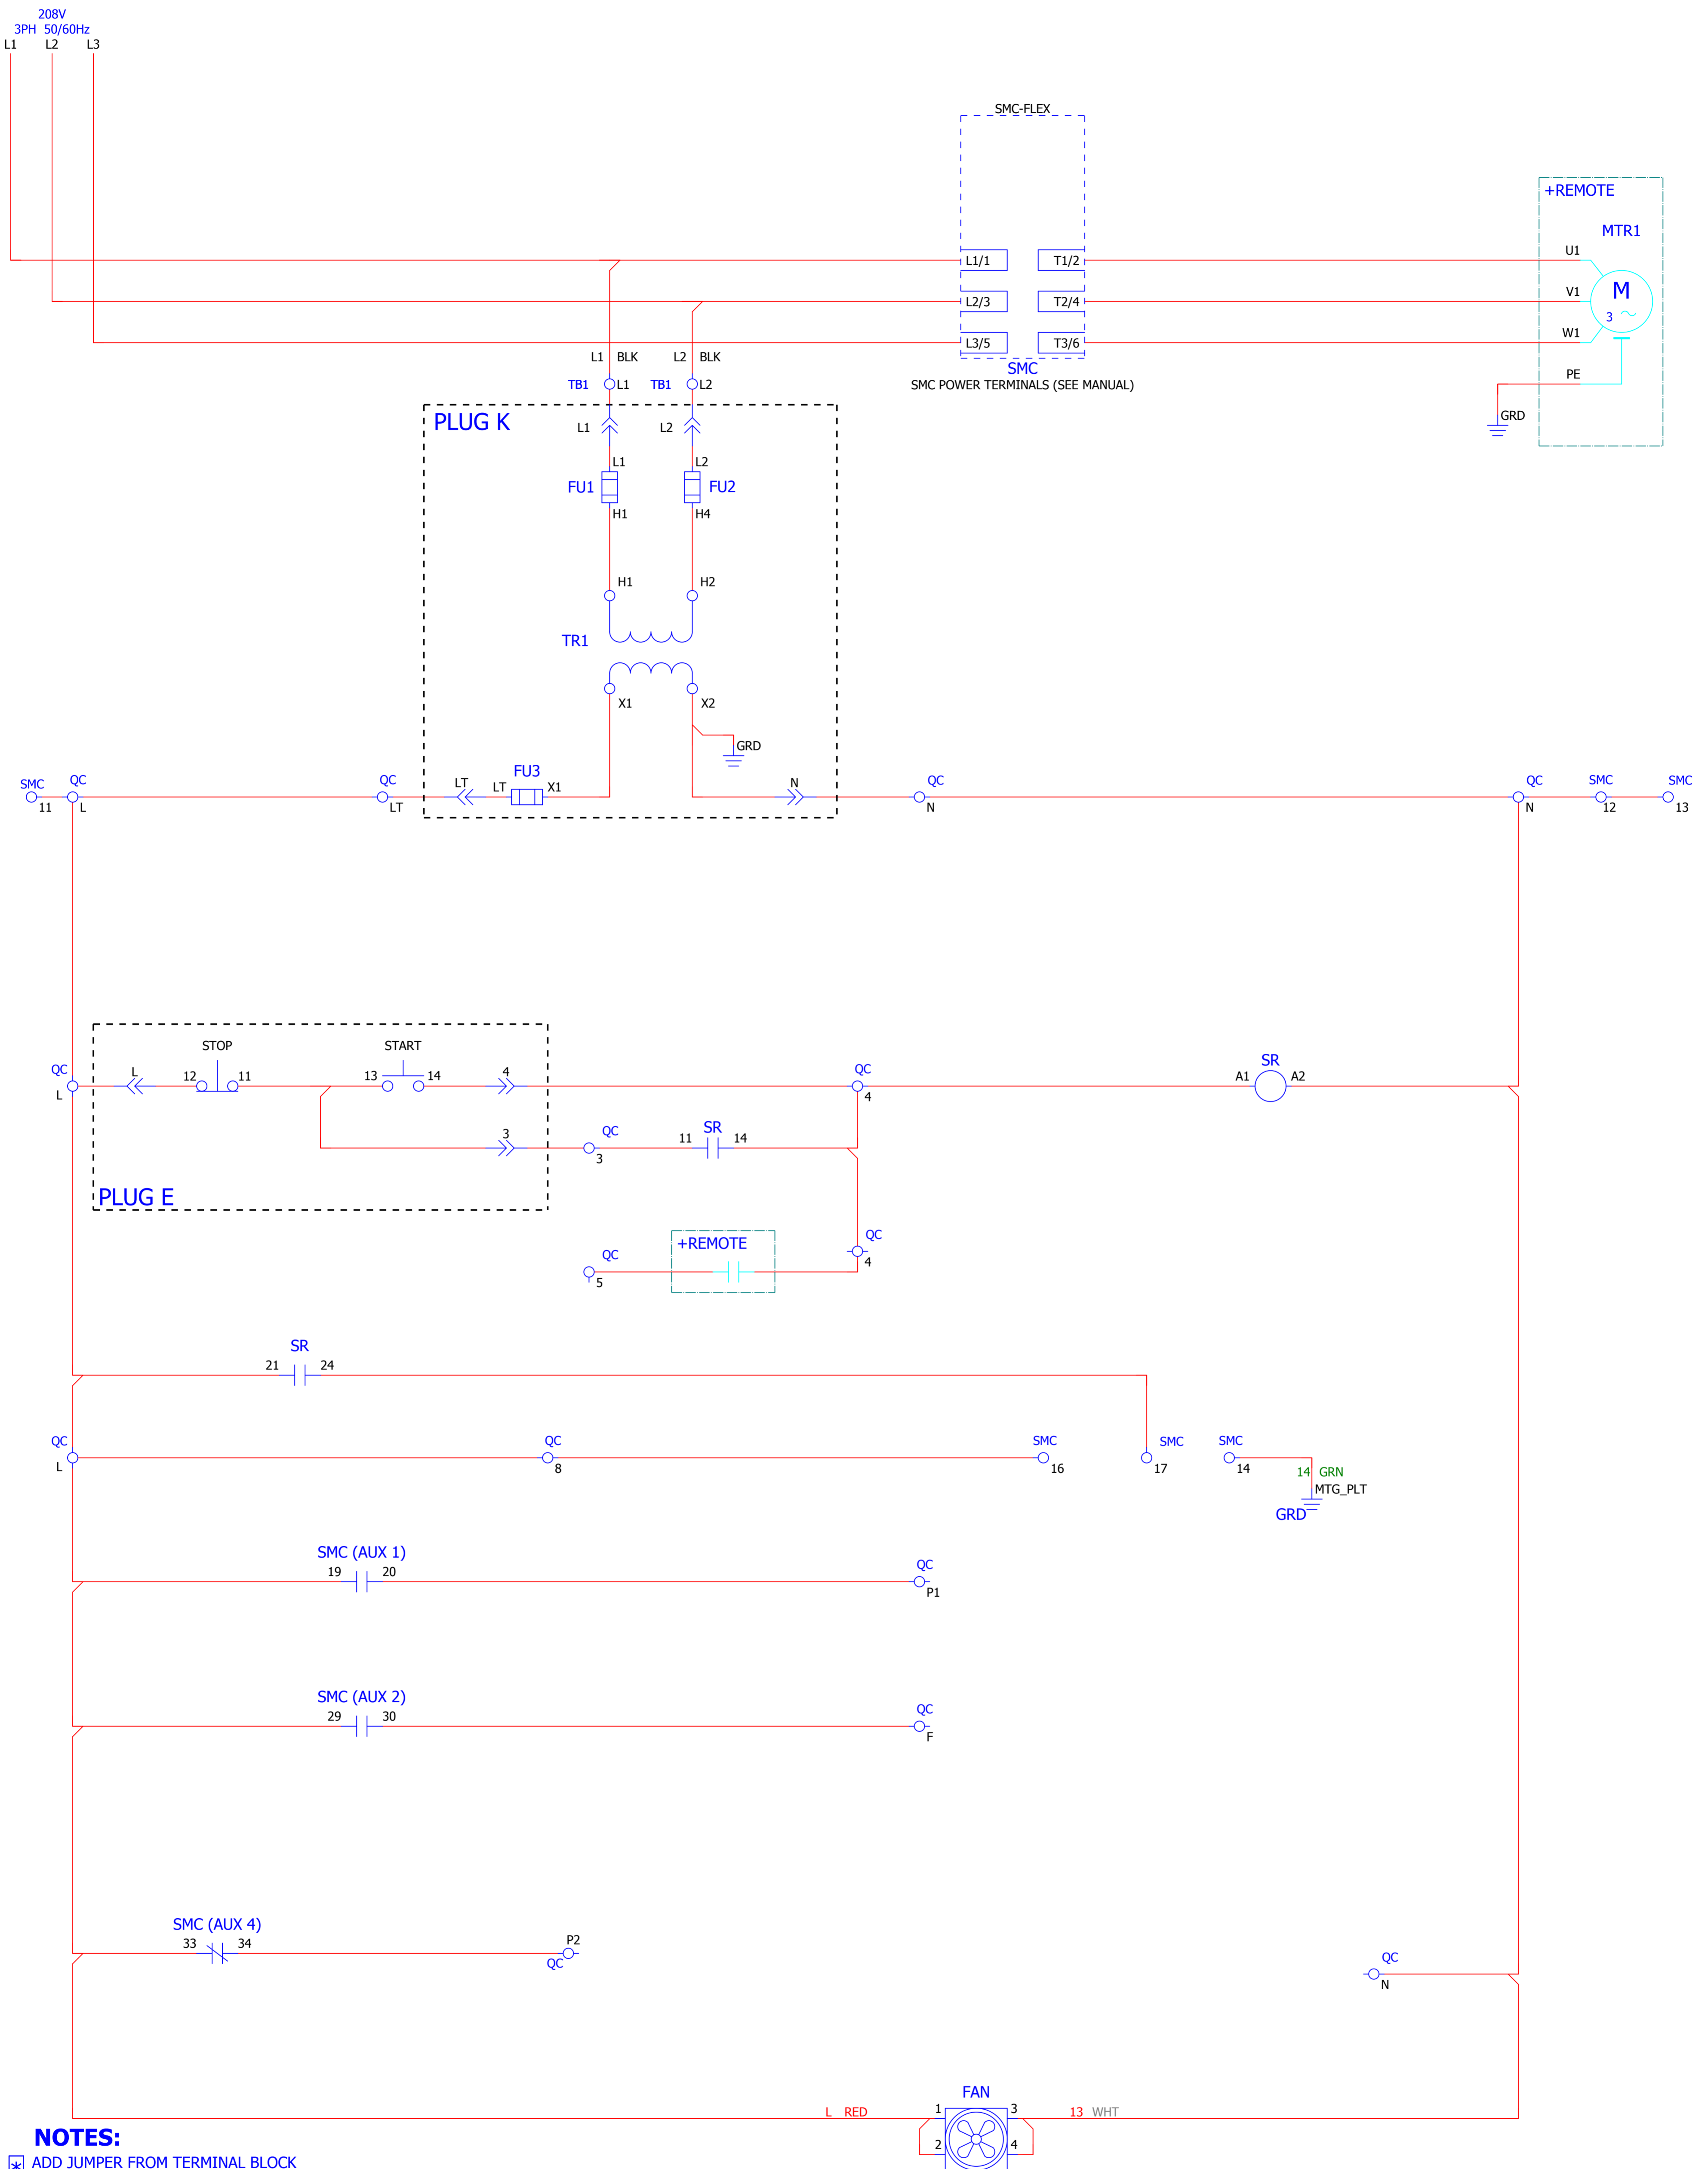 208V
3PH 50/60Hz
L1 L2 L3
SMC-FLEX
+REMOTE
MTR1
L1/1 T1/2 U1
L2/3 T2/4 V1 M
3
L3/5 T3/6 W1
L1 BLK L2 BLK
SMC
TB1 L1 TB1 L2 SMC POWER TERMINALS (SEE MANUAL) PE
GRD
PLUG K
L1 L2
L1 L2
FU1 FU2
H1 H4
H1 H2
TR1
X1 X2
GRD
SMC QC QC LT LT FU3 X1 N QC QC SMC SMC
11 L LT N N 12 13
STOP START
QC L 12 11 13 14 4 QC A1 SR A2
L 4
3 QC 11 SR 14
3
PLUG E
+REMOTE QC
QC 4
5
SR
21 24
QC QC SMC SMC SMC
L 8 16 17 14
14 GRN
MTG_PLT
GRD
SMC (AUX 1)
19 20 QC
P1
SMC (AUX 2)
29 30 QC
F
SMC (AUX 4)
33 34 P2
QC QC
N
FAN
L RED 1 3 13 WHT
2 4
NOTES:
* ADD JUMPER FROM TERMINAL BLOCK